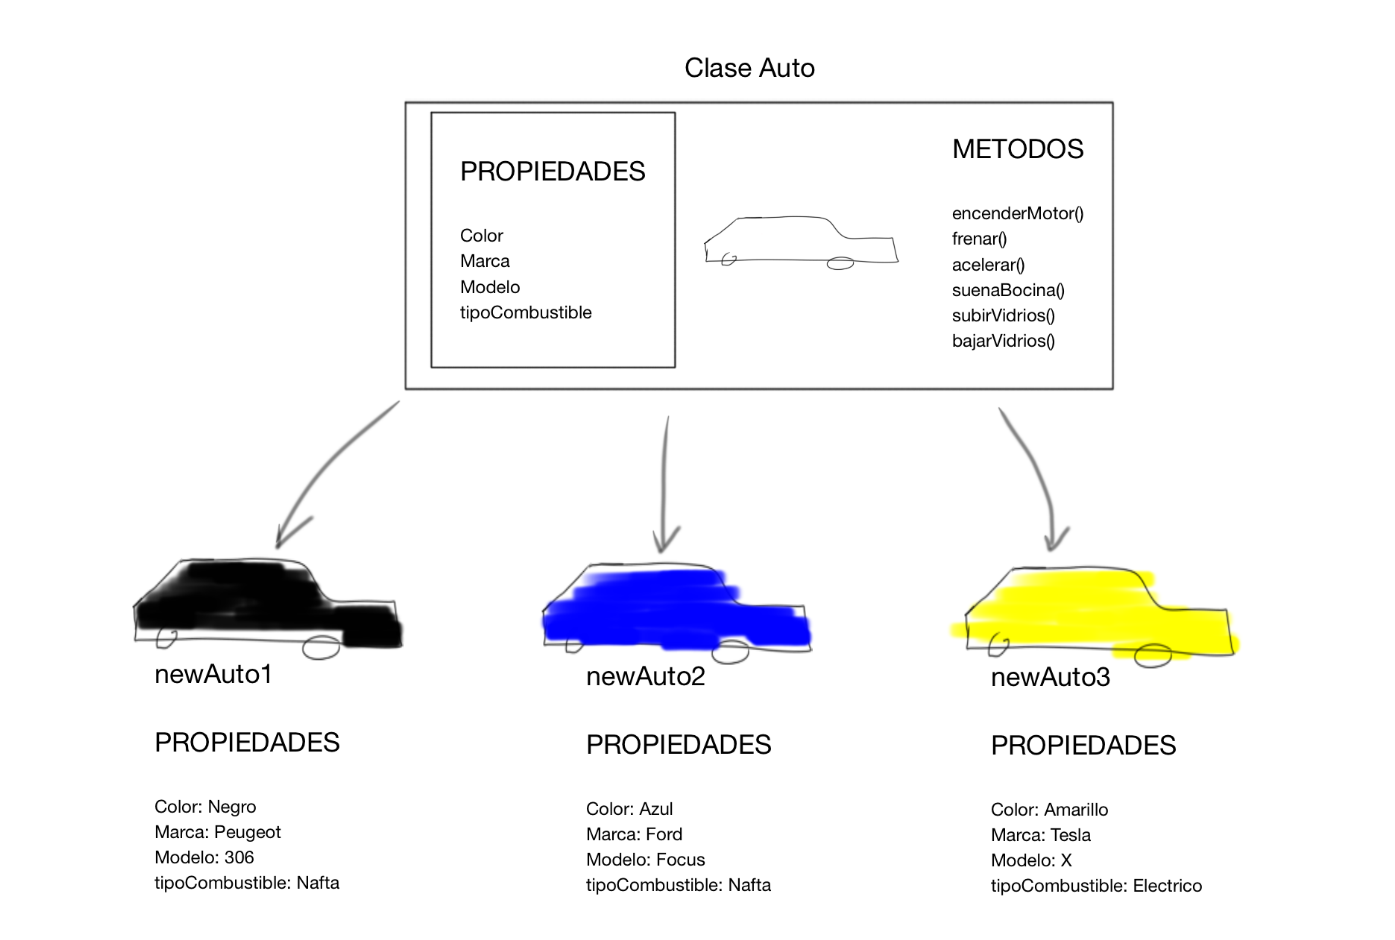 Clase Auto
PROPIEDADES
Color
Marca
Modelo
tipoCombustible
METODOS
encenderMotor()
frenar()
acelerar()
suenaBocina()
subirVidrios()
bajarVidrios()
newAuto1
PROPIEDADES
Color: Negro
Marca: Peugeot
Modelo: 306
tipoCombustible: Nafta
newAuto2
PROPIEDADES
Color: Azul
Marca: Ford
Modelo: Focus
tipoCombustible: Nafta
newAuto3
PROPIEDADES
Color: Amarillo
Marca: Tesla
Modelo: X
tipoCombustible: Electrico